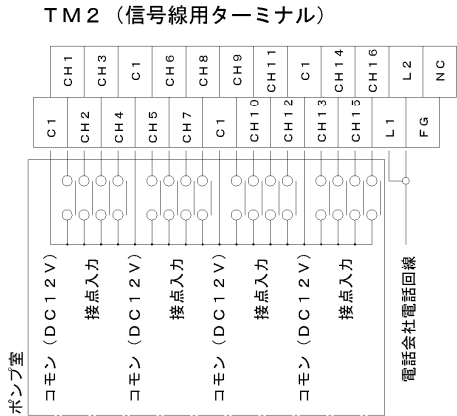 TM2（信号線用ターミナル）
CH1 CH3 C1 CH6 CH8 CH9 CH11 C1 CH14 CH16 L2 NC
C1 CH2 CH4 CH5 CH7 C1 CH10 CH12 CH13 CH15 L1 FG
コモン（DC12V）
接点入力
コモン（DC12V）
接点入力
コモン（DC12V）
接点入力
コモン（DC12V）
接点入力
電話会社電話回線
ポンプ室